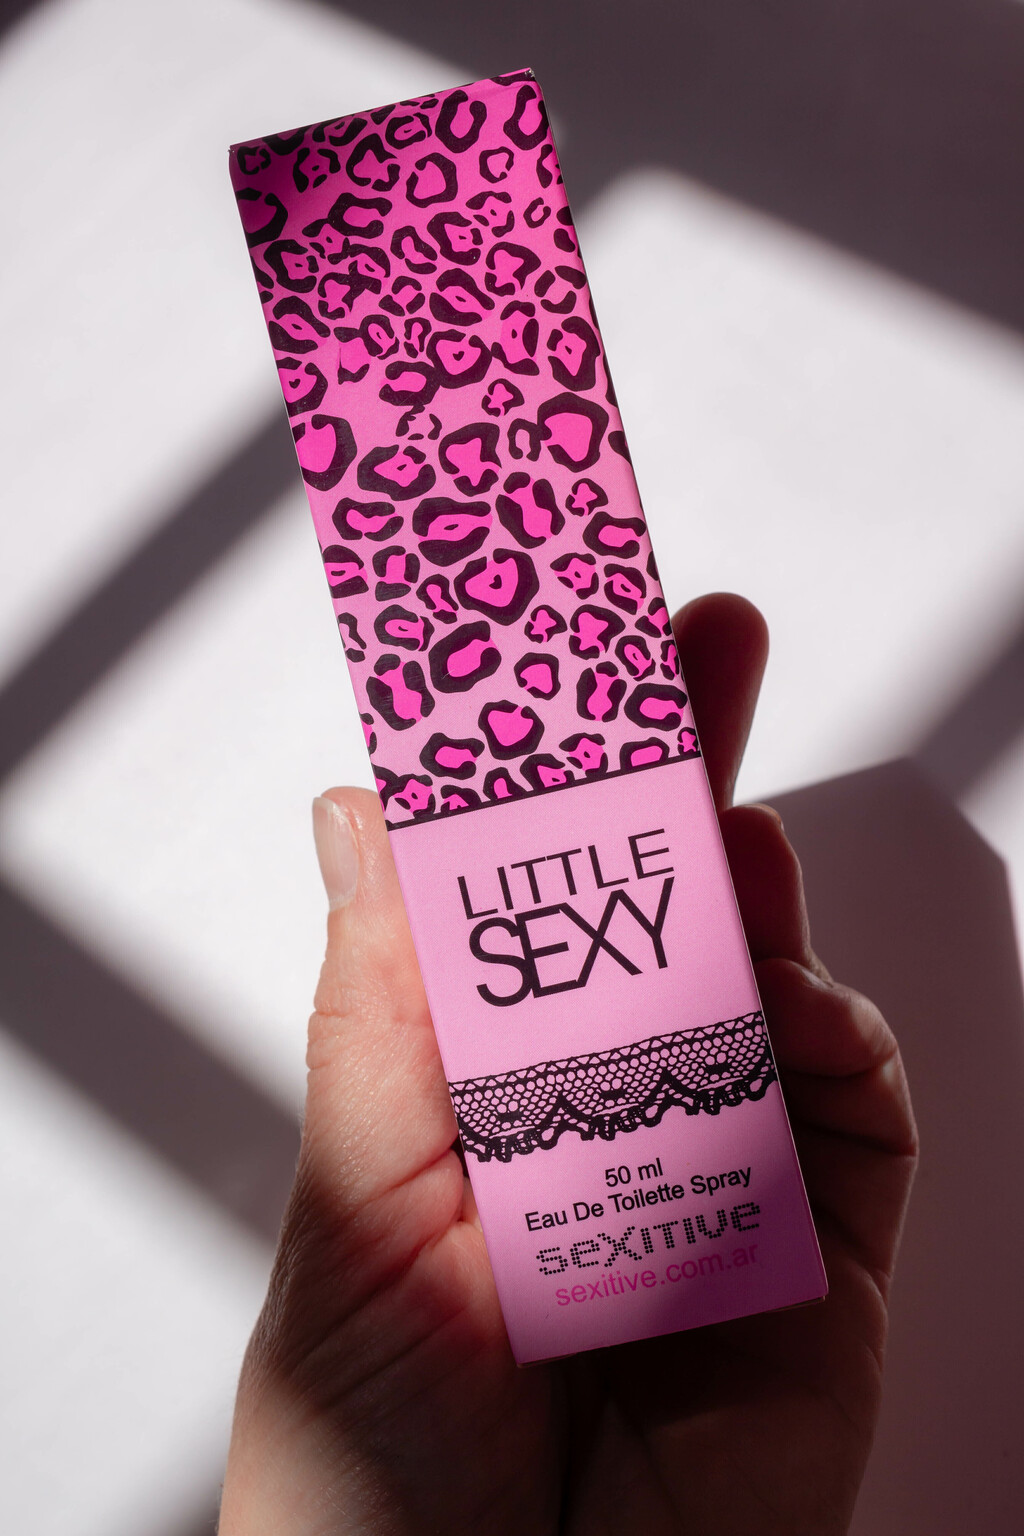 LITTLE
SEXY
50 ml
Eau De Toilette Spray
seXITIVe
sexitive.com.ar